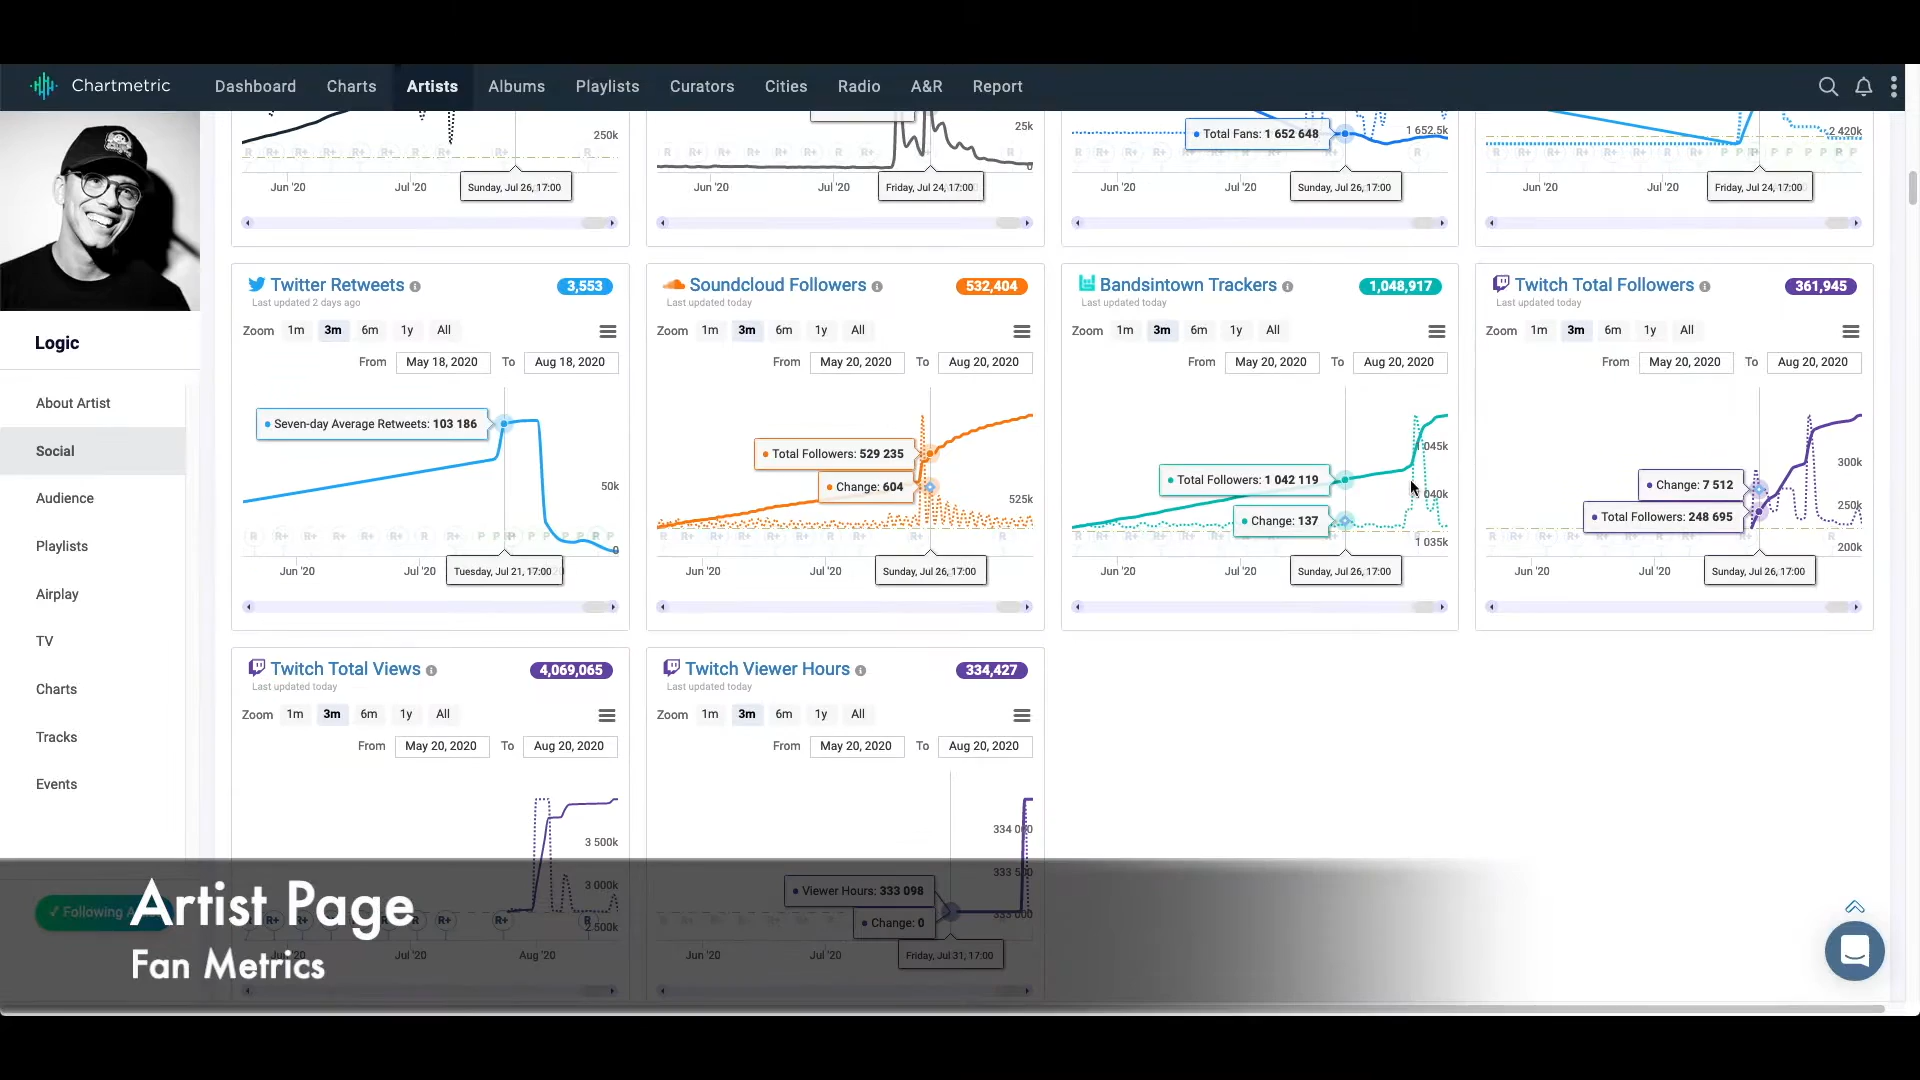 Chartmetric Dashboard Charts Artists Albums Playlists Curators Cities Radio A&R Report
250k
Jun '20 Jul '20 Sunday, Jul 26, 17:00
25k
0
Jun '20 Jul '20 Friday, Jul 24, 17:00
Total Fans: 1 652 648
1 652.5k
Jun '20 Jul '20 Sunday, Jul 26, 17:00
2 420k
Jun '20 Jul '20 Friday, Jul 24, 17:00
Logic
About Artist
Social
Audience
Playlists
Airplay
TV
Charts
Tracks
Events
Following
Twitter Retweets 3,553
Last updated 2 days ago
Zoom 1m 3m 6m 1y All
From May 18, 2020 To Aug 18, 2020
Seven-day Average Retweets: 103 186
50k
0
Jun '20 Jul '20 Tuesday, Jul 21, 17:00
Soundcloud Followers 532,404
Last updated today
Zoom 1m 3m 6m 1y All
From May 20, 2020 To Aug 20, 2020
Total Followers: 529 235
Change: 604
525k
Jun '20 Jul '20 Sunday, Jul 26, 17:00
Bandsintown Trackers 1,048,917
Last updated today
Zoom 1m 3m 6m 1y All
From May 20, 2020 To Aug 20, 2020
045k
Total Followers: 1 042 119
040k
Change: 137
1 035k
Jun '20 Jul '20 Sunday, Jul 26, 17:00
Twitch Total Followers 361,945
Last updated today
Zoom 1m 3m 6m 1y All
From May 20, 2020 To Aug 20, 2020
300k
Change: 7 512
250k
Total Followers: 248 695
200k
Jun '20 Jul '20 Sunday, Jul 26, 17:00
Twitch Total Views 4,069,065
Last updated today
Zoom 1m 3m 6m 1y All
From May 20, 2020 To Aug 20, 2020
3 500k
3 000k
2 500k
Jul '20 Aug '20
Twitch Viewer Hours 334,427
Last updated today
Zoom 1m 3m 6m 1y All
From May 20, 2020 To Aug 20, 2020
334 000
333 500
Viewer Hours: 333 098
333 000
Change: 0
Jun '20 Jul '20 Friday, Jul 31, 17:00
Artist Page
Fan Metrics